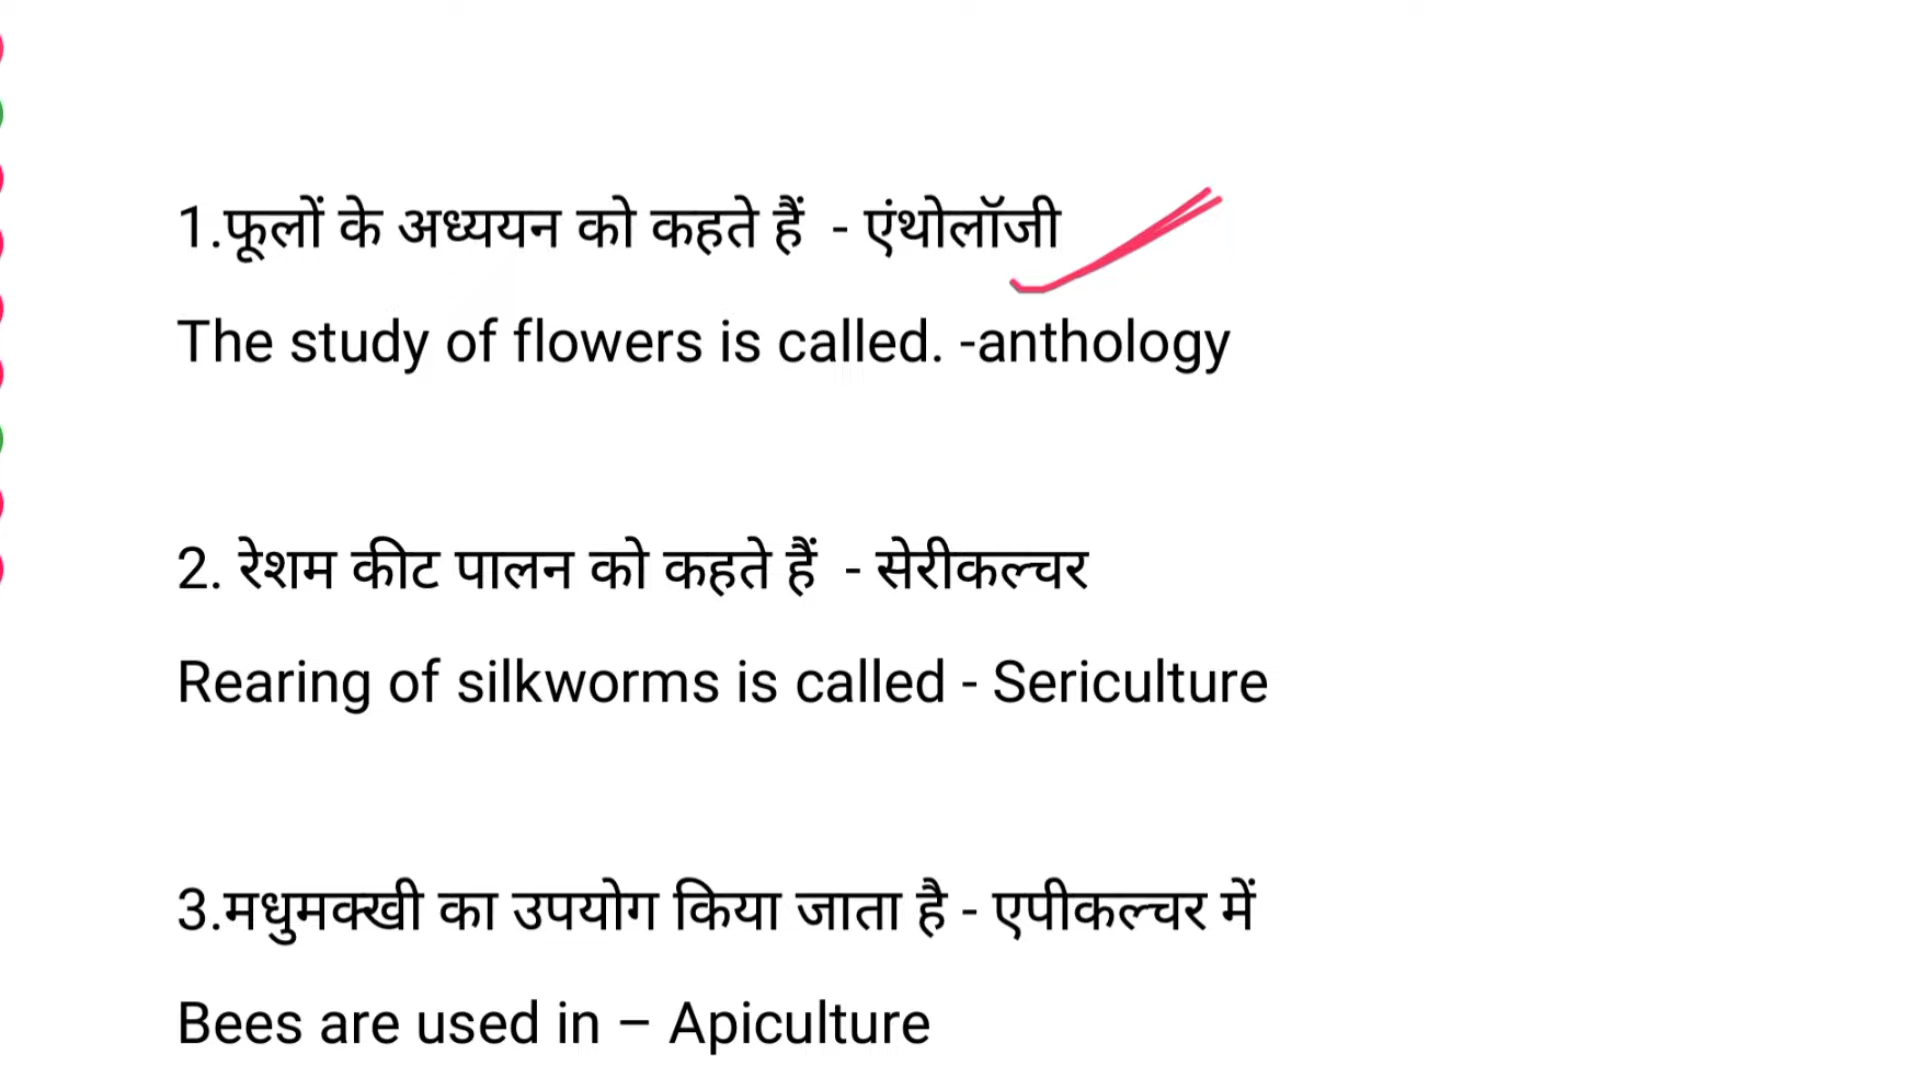 1.फूलों के अध्ययन को कहते हैं - एंथोलॉजी
The study of flowers is called. -anthology
2. रेशम कीट पालन को कहते हैं - सेरीकल्चर
Rearing of silkworms is called - Sericulture
3.मधुमक्खी का उपयोग किया जाता है - एपीकल्चर में
Bees are used in – Apiculture